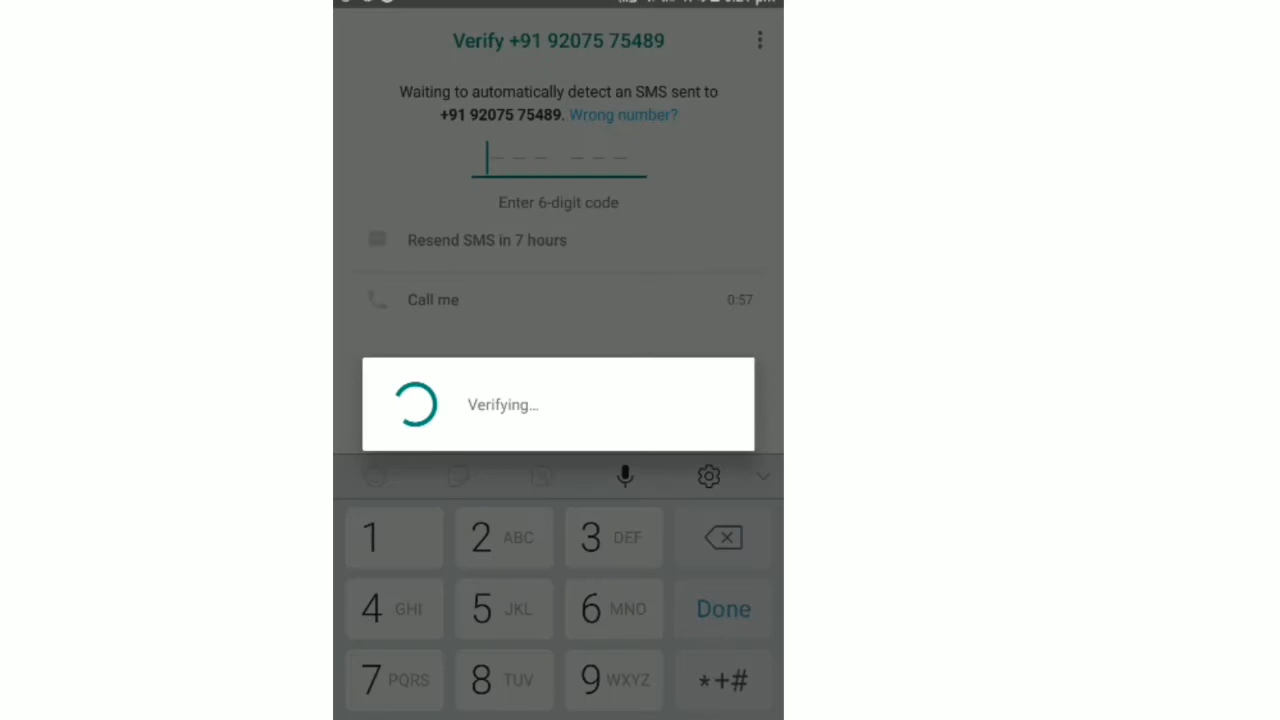 Verify +91 92075 75489
Waiting to automatically detect an SMS sent to
+91 92075 75489. Wrong number?
Enter 6-digit code
Resend SMS in 7 hours
Call me 0:57
Verifying...
1 2 ABC 3 DEF
4 GHI 5 JKL 6 MNO Done
7 PQRS 8 TUV 9 WXYZ *+#